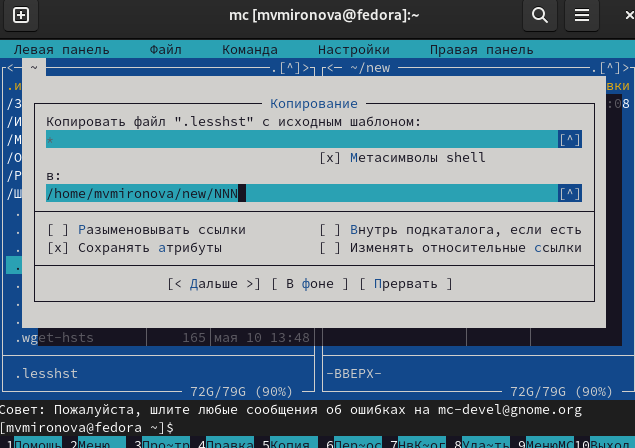 mc [mvmironova@fedora]:~
Левая панель Файл Команда Настройки Правая панель
<─ ~ .[^]>┐┌<─ ~/new .[^]>
.и вки
/З :08
/И
/М
/О
/Р
/Ш
Копирование
Копировать файл ".lesshst" с исходным шаблоном:
* [^]
[x] Метасимволы shell
в:
/home/mvmironova/new/NNN [^]
[ ] Разыменовывать ссылки [ ] Внутрь подкаталога, если есть
[x] Сохранять атрибуты [ ] Изменять относительные ссылки
[< Дальше >] [ В фоне ] [ Прервать ]
.wget-hsts 165 мая 10 13:48
.lesshst -ВВЕРХ-
72G/79G (90%) 72G/79G (90%)
Совет: Пожалуйста, шлите любые сообщения об ошибках на mc-devel@gnome.org
[mvmironova@fedora ~]$
1Помощь 2Меню 3Про~тр 4Правка 5Копия 6Пер~ос 7НвК~ог 8Уда~ть 9МенюМС 10Выход